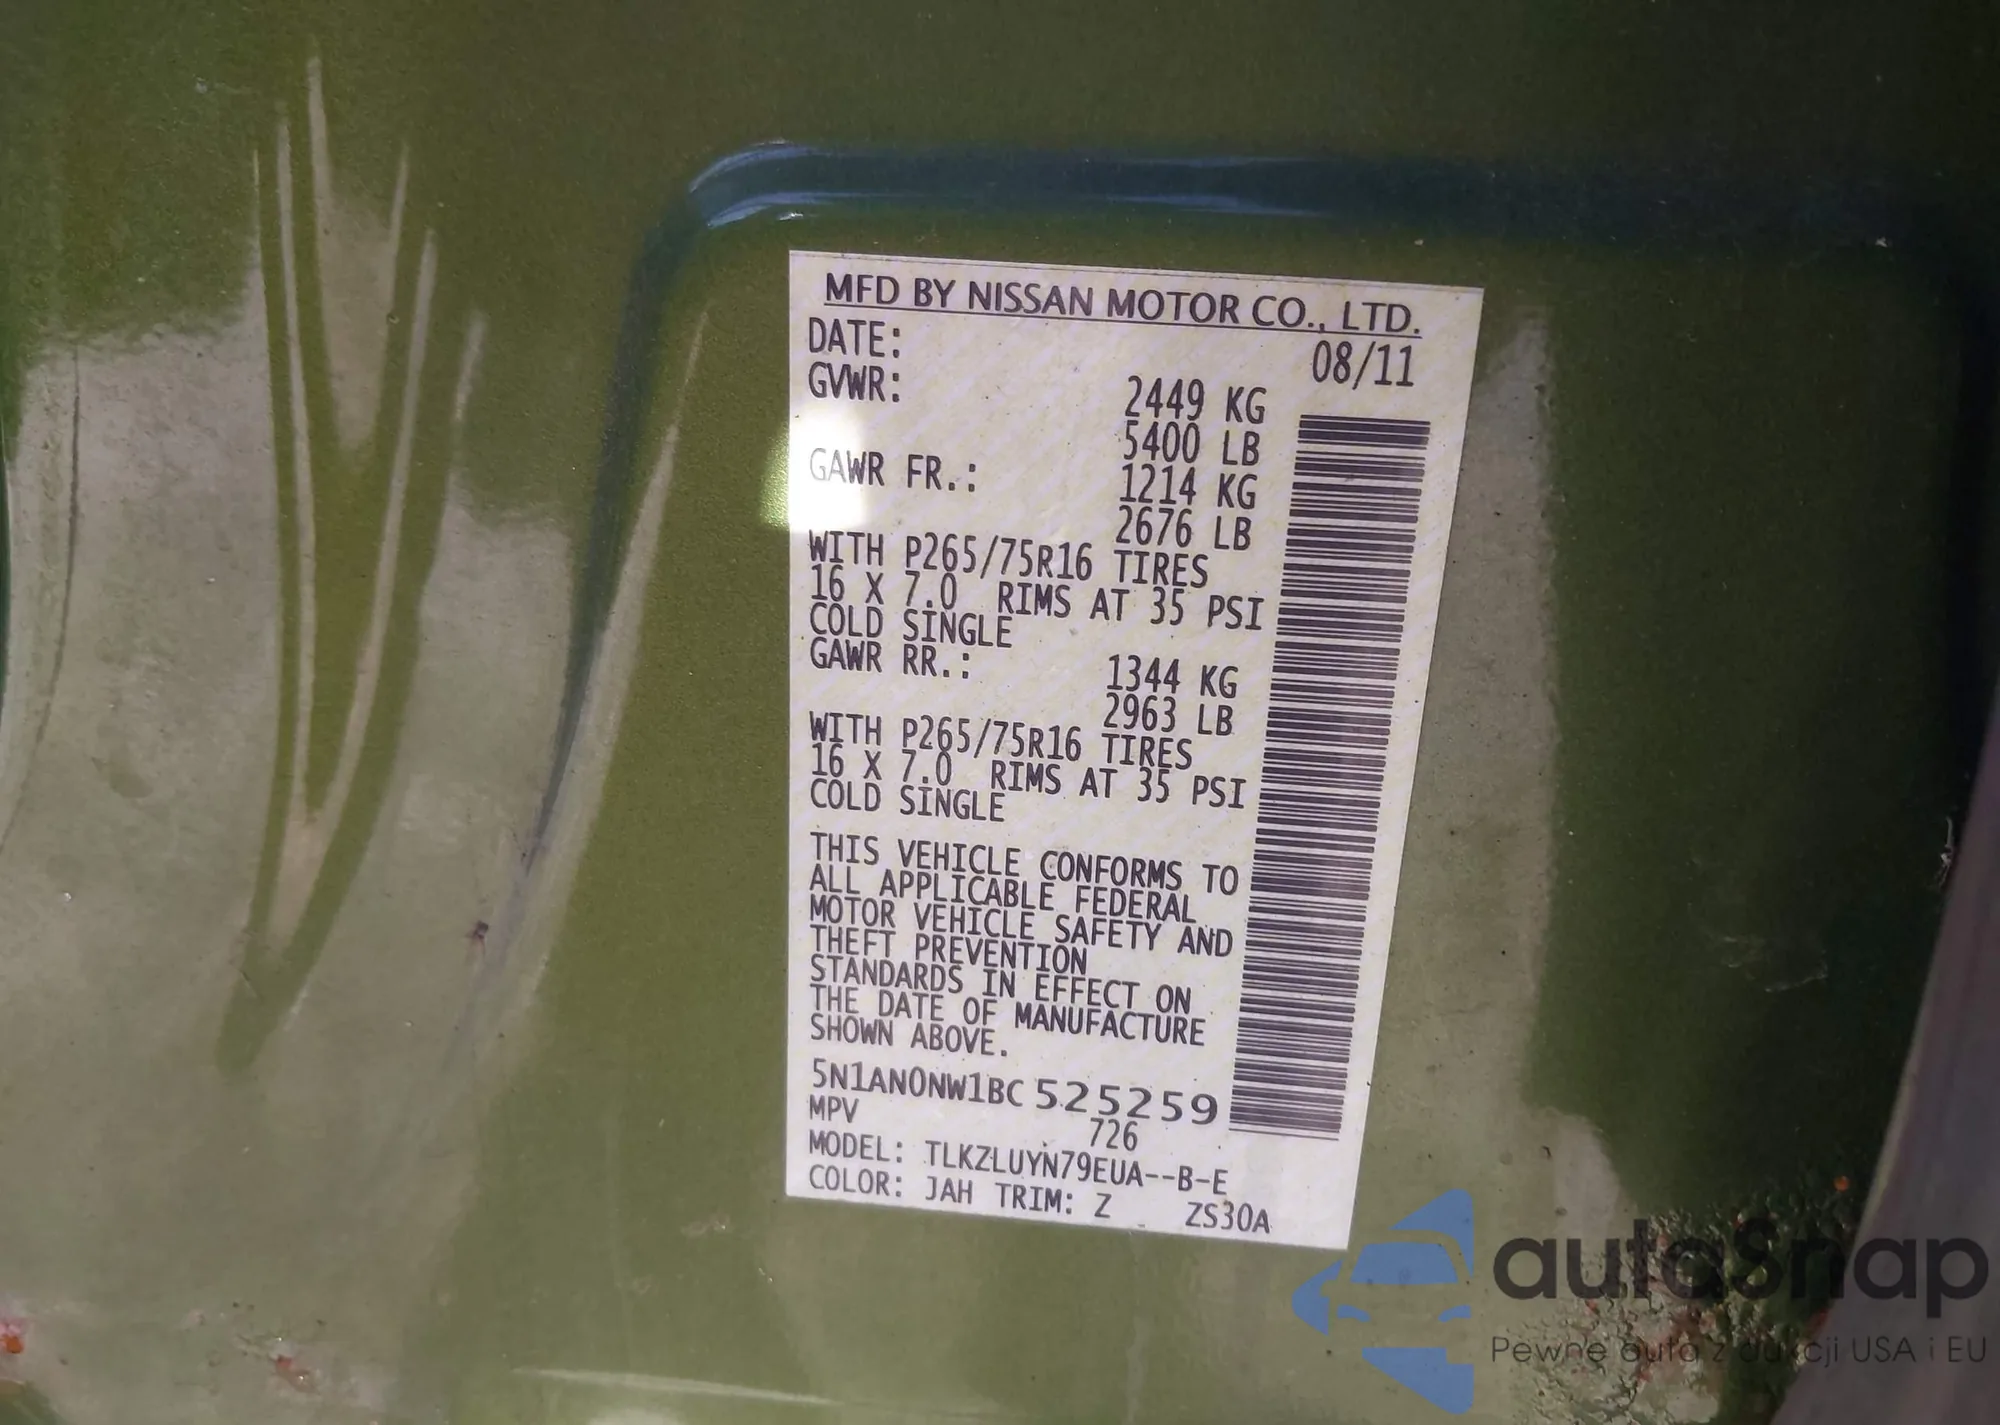 MFD BY NISSAN MOTOR CO., LTD.
DATE: 08/11
GVWR: 2449 KG
5400 LB
GAWR FR.: 1214 KG
2676 LB
WITH P265/75R16 TIRES
16 X 7.0 RIMS AT 35 PSI
COLD SINGLE
GAWR RR.: 1344 KG
2963 LB
WITH P265/75R16 TIRES
16 X 7.0 RIMS AT 35 PSI
COLD SINGLE
THIS VEHICLE CONFORMS TO
ALL APPLICABLE FEDERAL
MOTOR VEHICLE SAFETY AND
THEFT PREVENTION
STANDARDS IN EFFECT ON
THE DATE OF MANUFACTURE
SHOWN ABOVE.
5N1AN0NW1BC525259
MPV 726
MODEL: TLKZLUYN79EUA--B-E
COLOR: JAH TRIM: Z ZS30A
autaSnap
Pewne auta z aukcji USA i EU